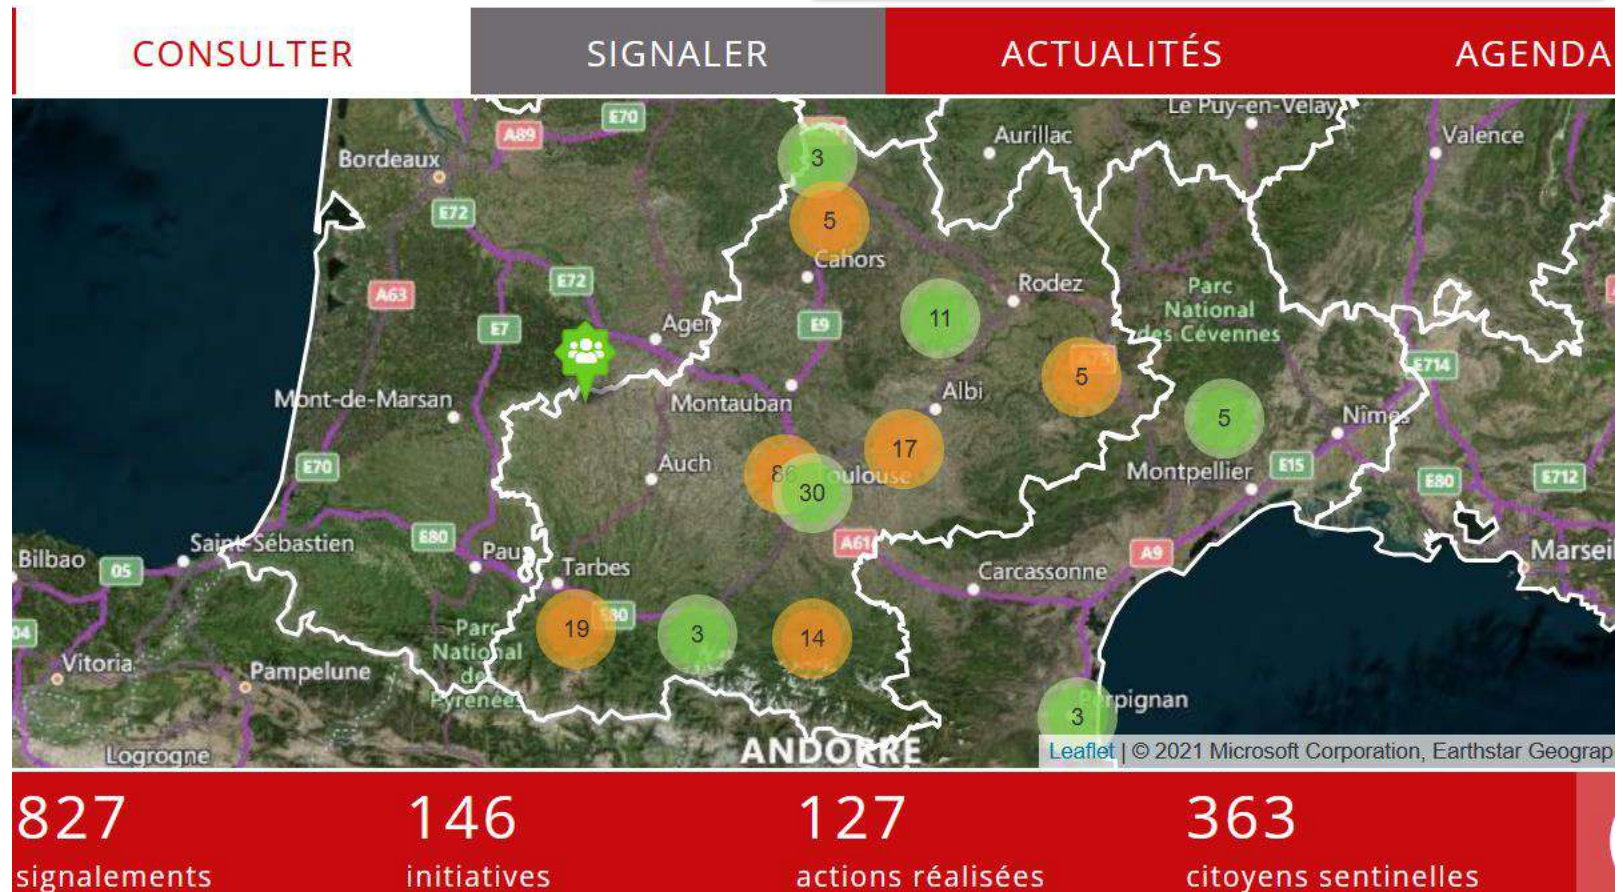 CONSULTER
SIGNALER
ACTUALITÉS
AGENDA
Le Puy-en-Velay
E70
A89
Aurillac
Valence
Bordeaux
3
E72
5
Cahors
E72
A63
Rodez
Parc
National
des Cévennes
11
E7
E9
E714
5
Mont-de-Marsan
Montauban
Albi
Nîmes
5
17
Auch
E70
Toulouse
30
Montpellier
E15
E80
E712
E80
A61
Saint-Sébastien
Bilbao
05
Pau
Tarbes
A9
Carcassonne
19
3
14
04
Parc
National
Pyrénées
Vitoria
Pampelune
3
Perpignan
Logrogne
ANDORRE
Leaflet | © 2021 Microsoft Corporation, Earthstar Geograp
827
signalements
146
initiatives
127
actions réalisées
363
citoyens sentinelles